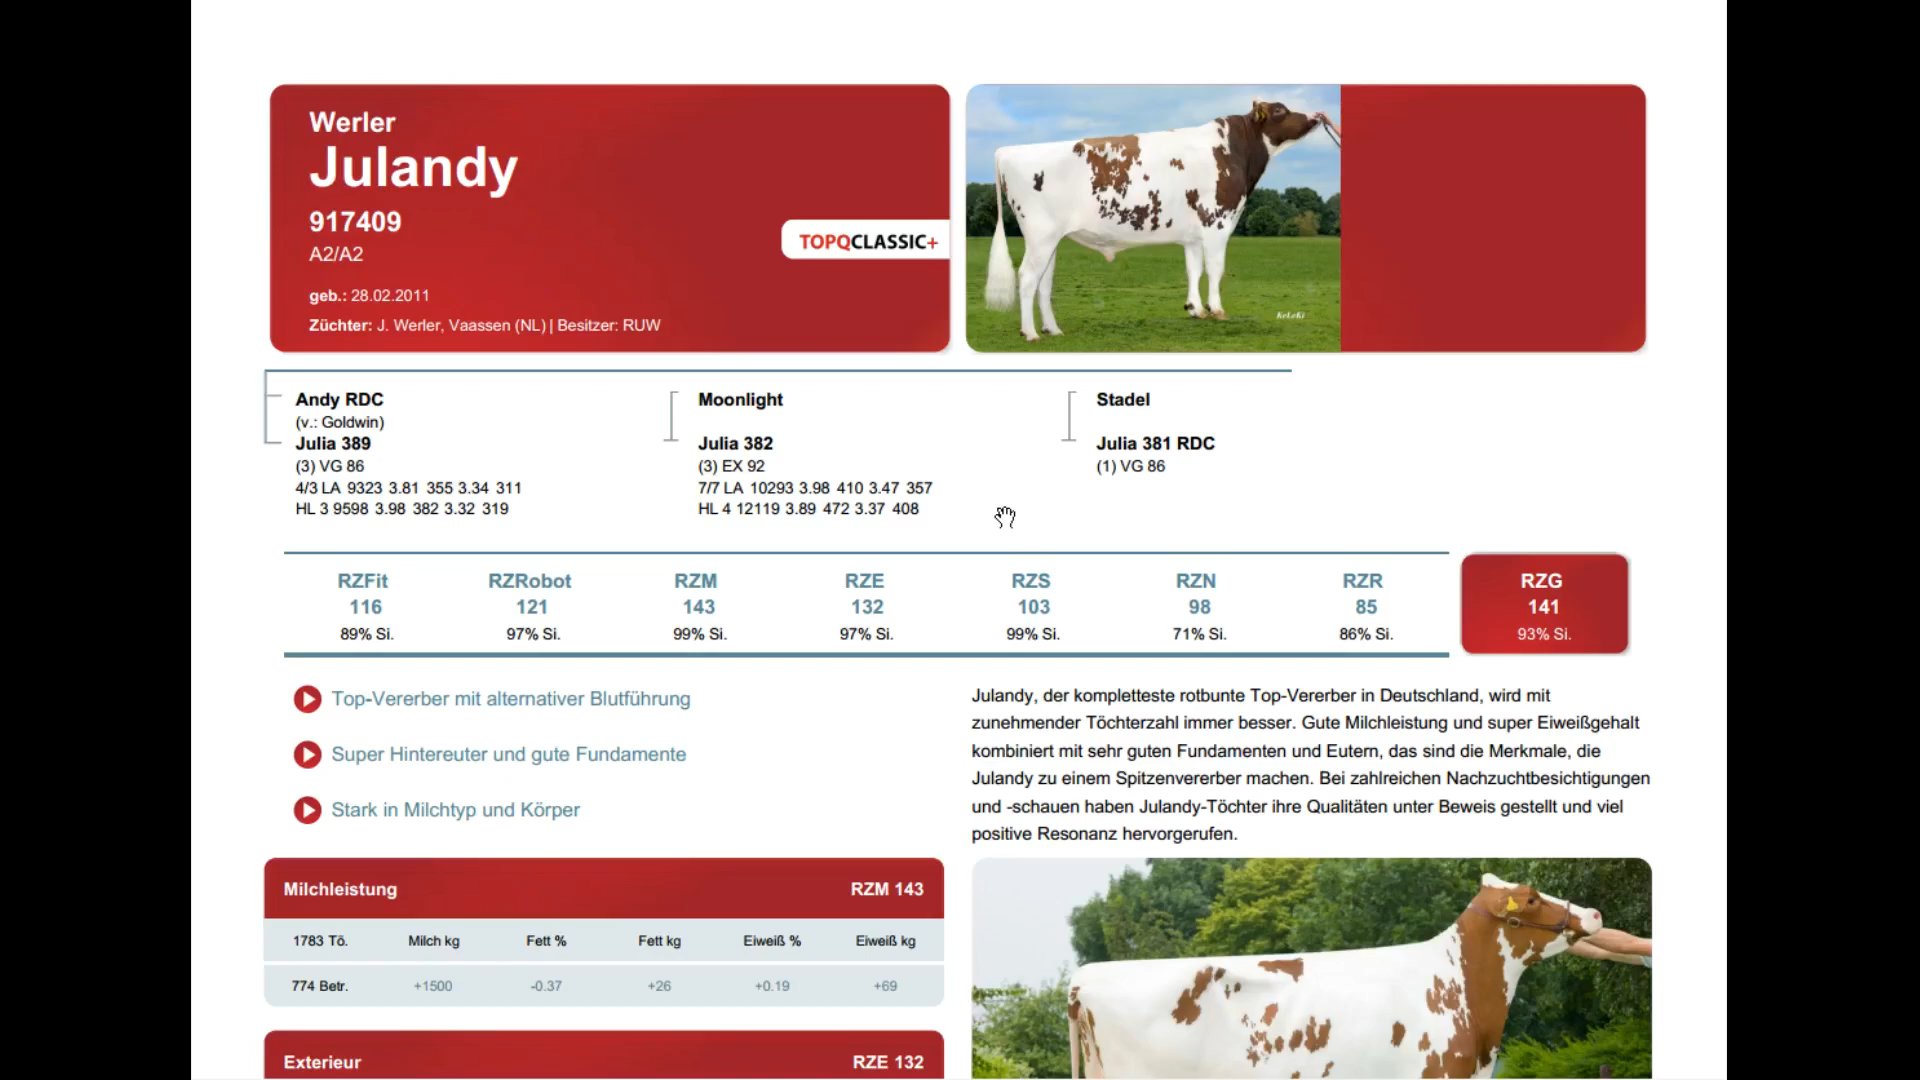 Werler
Julandy
917409
A2/A2
TOPQCLASSIC+
geb.: 28.02.2011
Züchter: J. Werler, Vaassen (NL) | Besitzer: RUW
KeLeKi
Andy RDC
(v.: Goldwin)
Julia 389
(3) VG 86
4/3 LA 9323 3.81 355 3.34 311
HL 3 9598 3.98 382 3.32 319
Moonlight
Julia 382
(3) EX 92
7/7 LA 10293 3.98 410 3.47 357
HL 4 12119 3.89 472 3.37 408
Stadel
Julia 381 RDC
(1) VG 86
RZFit RZRobot RZM RZE RZS RZN RZR RZG
116 121 143 132 103 98 85 141
89% Si. 97% Si. 99% Si. 97% Si. 99% Si. 71% Si. 86% Si. 93% Si.
Top-Vererber mit alternativer Blutführung
Super Hintereuter und gute Fundamente
Stark in Milchtyp und Körper
Julandy, der kompletteste rotbunte Top-Vererber in Deutschland, wird mit
zunehmender Töchterzahl immer besser. Gute Milchleistung und super Eiweißgehalt
kombiniert mit sehr guten Fundamenten und Eutern, das sind die Merkmale, die
Julandy zu einem Spitzenvererber machen. Bei zahlreichen Nachzuchtbesichtigungen
und -schauen haben Julandy-Töchter ihre Qualitäten unter Beweis gestellt und viel
positive Resonanz hervorgerufen.
Milchleistung RZM 143
1783 Tö. Milch kg Fett % Fett kg Eiweiß % Eiweiß kg
774 Betr. +1500 -0.37 +26 +0.19 +69
Exterieur RZE 132